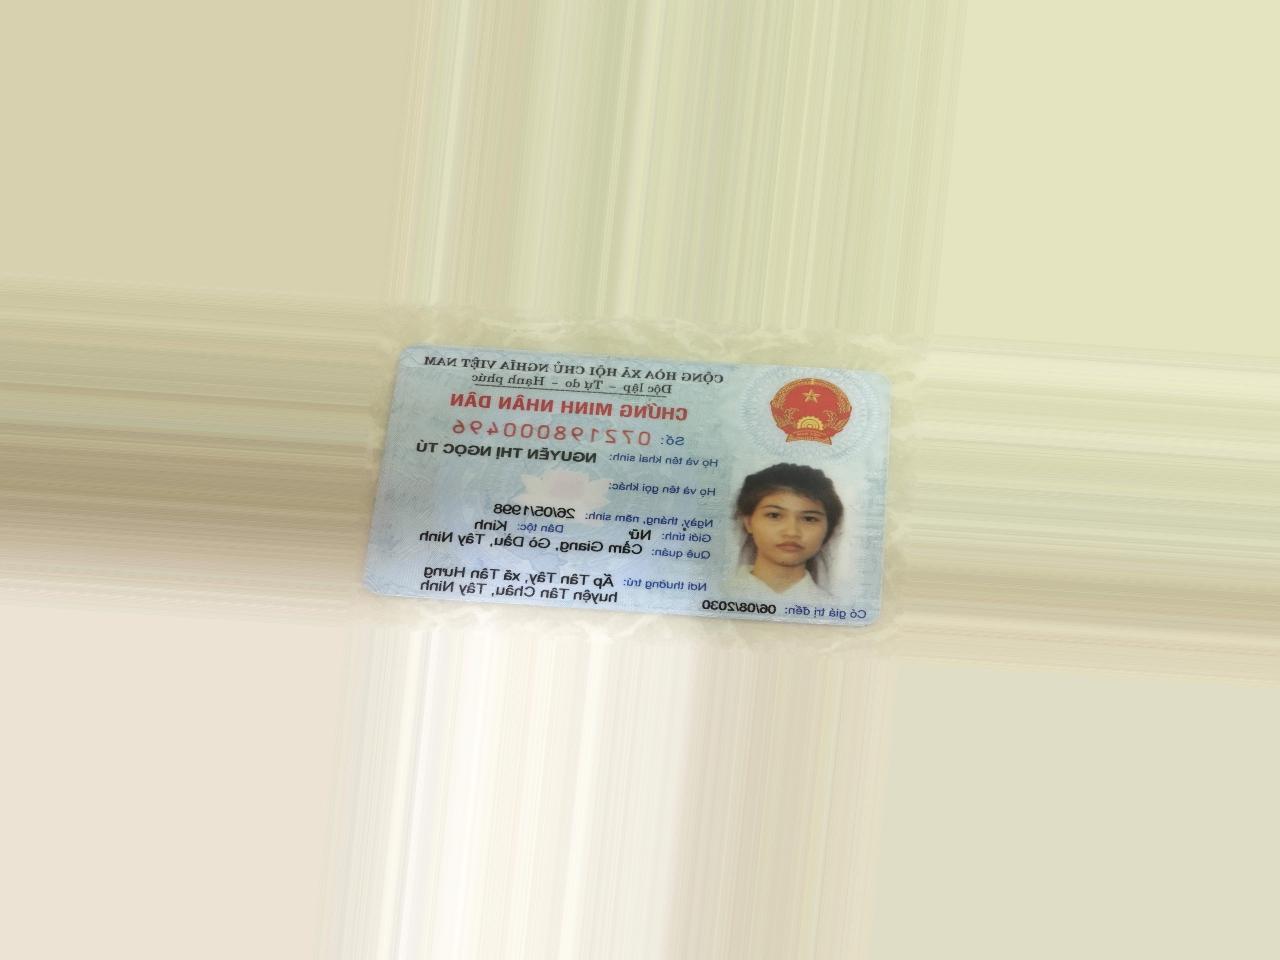 CỘNG HÒA XÃ HỘI CHỦ NGHĨA VIỆT NAM
Độc lập - Tự do - Hạnh phúc
CHỨNG MINH NHÂN DÂN
Số: 072198000496
Họ và tên khai sinh: NGUYỄN THỊ NGỌC TÚ
Họ và tên gọi khác:
Ngày, tháng, năm sinh: 26/05/1998
Giới tính: Nữ Dân tộc: Kinh
Quê quán: Cẩm Giang, Gò Dầu, Tây Ninh
Nơi thường trú: Ấp Tân Tây, xã Tân Hưng
huyện Tân Châu, Tây Ninh
Có giá trị đến: 06/08/2030